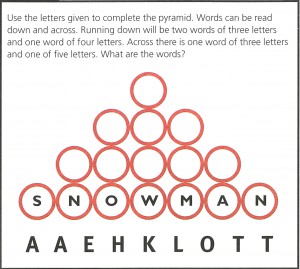 Use the letters given to complete the pyramid. Words can be read
down and across. Running down will be two words of three letters
and one word of four letters. Across there is one word of three letters
and one of five letters. What are the words?
S N O W M A N
A A E H K L O T T